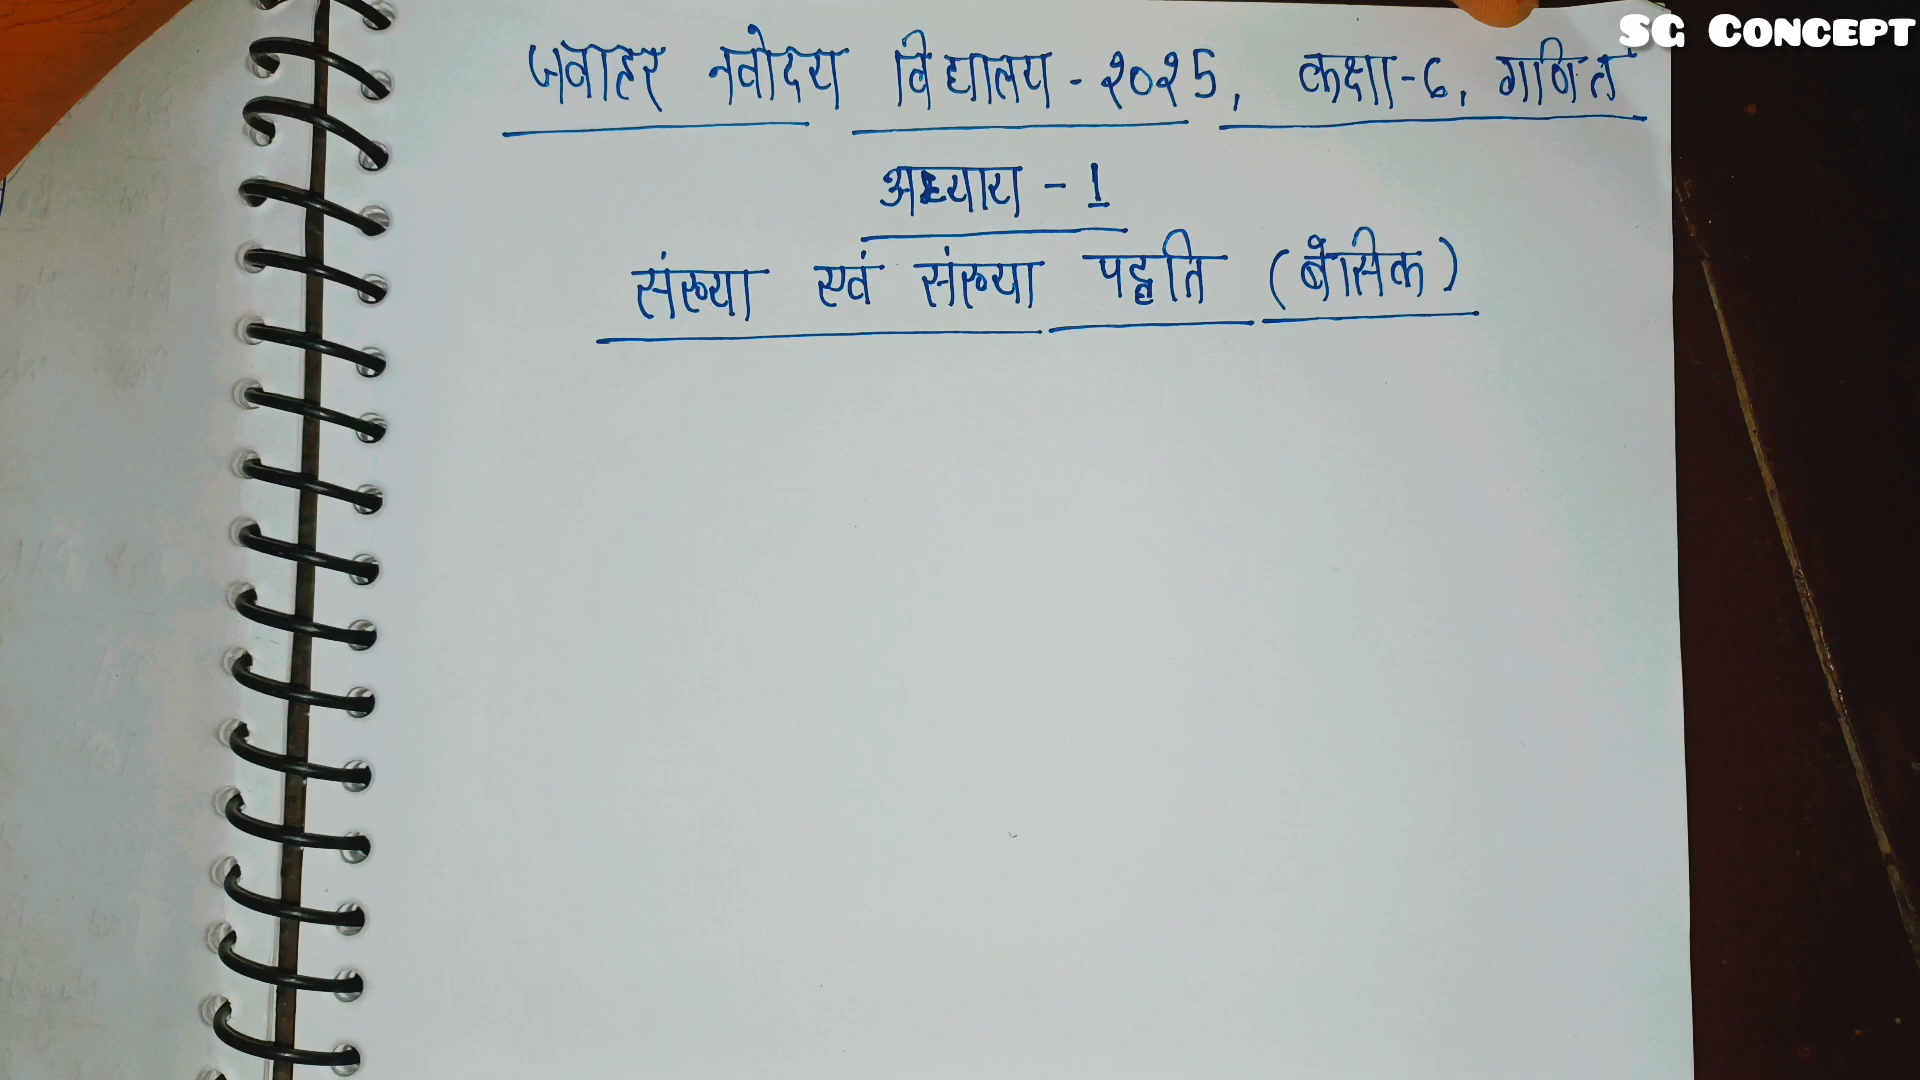 SG CONCEPT
जवाहर नवोदय विद्यालय - २०२5, कक्षा-6, गणित
अध्याय - 1
संख्या एवं संख्या पद्धति (बेसिक)